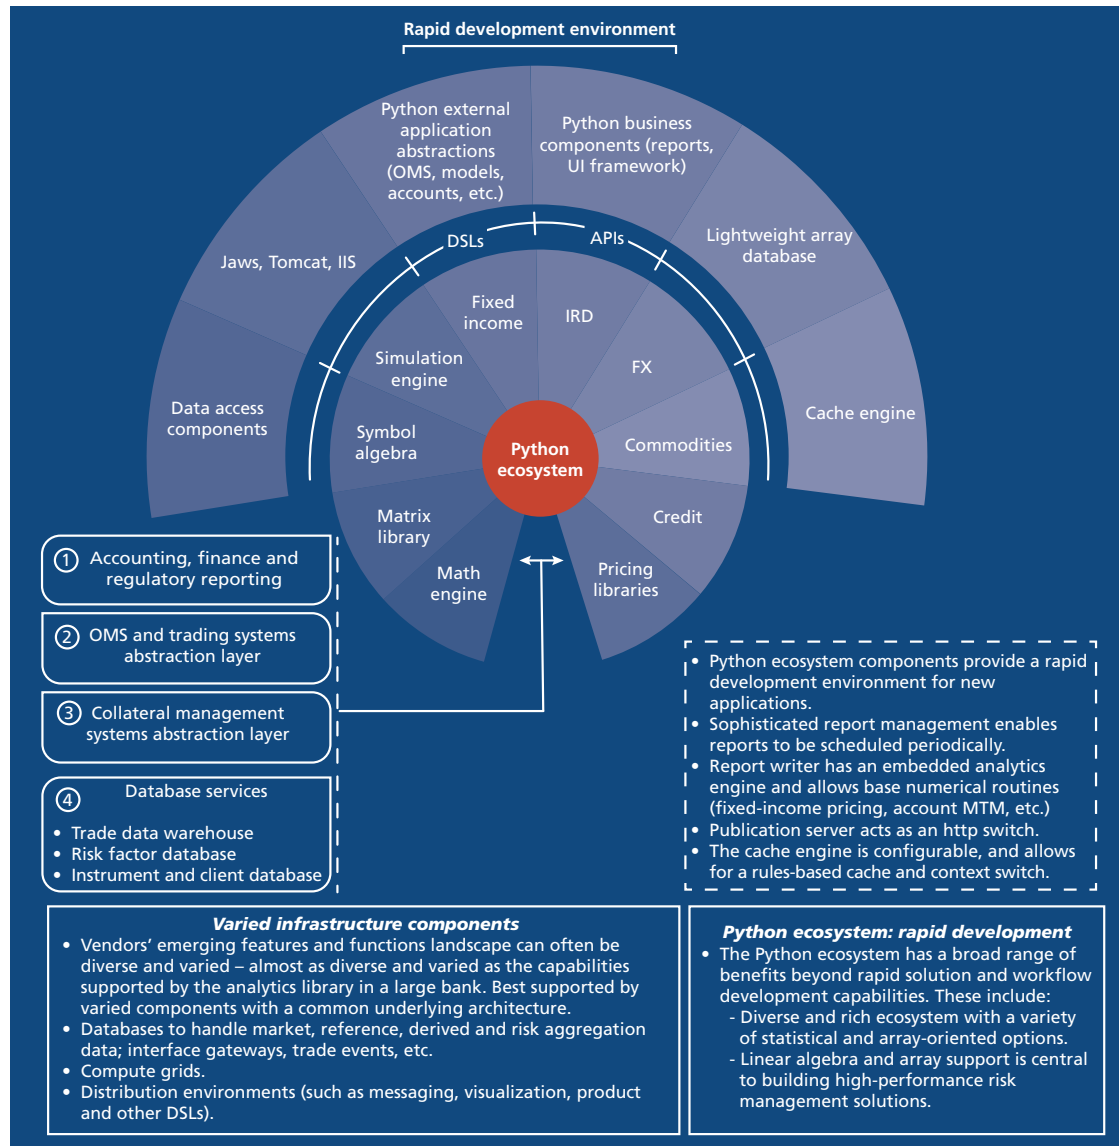 Rapid development environment
Python external
application
abstractions
(OMS, models,
accounts, etc.)
Python business
components (reports,
UI framework)
Jaws, Tomcat, IIS
Lightweight array
database
Data access
components
Cache engine
DSLs
APIs
Fixed
income
IRD
Simulation
engine
FX
Symbol
algebra
Commodities
Matrix
library
Credit
Math
engine
Pricing
libraries
Python
ecosystem
1 Accounting, finance and
regulatory reporting
2 OMS and trading systems
abstraction layer
3 Collateral management
systems abstraction layer
4 Database services
• Trade data warehouse
• Risk factor database
• Instrument and client database
• Python ecosystem components provide a rapid
development environment for new
applications.
• Sophisticated report management enables
reports to be scheduled periodically.
• Report writer has an embedded analytics
engine and allows base numerical routines
(fixed-income pricing, account MTM, etc.)
• Publication server acts as an http switch.
• The cache engine is configurable, and allows
for a rules-based cache and context switch.
Varied infrastructure components
• Vendors’ emerging features and functions landscape can often be
diverse and varied – almost as diverse and varied as the capabilities
supported by the analytics library in a large bank. Best supported by
varied components with a common underlying architecture.
• Databases to handle market, reference, derived and risk aggregation
data; interface gateways, trade events, etc.
• Compute grids.
• Distribution environments (such as messaging, visualization, product
and other DSLs).
Python ecosystem: rapid development
• The Python ecosystem has a broad range of
benefits beyond rapid solution and workflow
development capabilities. These include:
- Diverse and rich ecosystem with a variety
of statistical and array-oriented options.
- Linear algebra and array support is central
to building high-performance risk
management solutions.